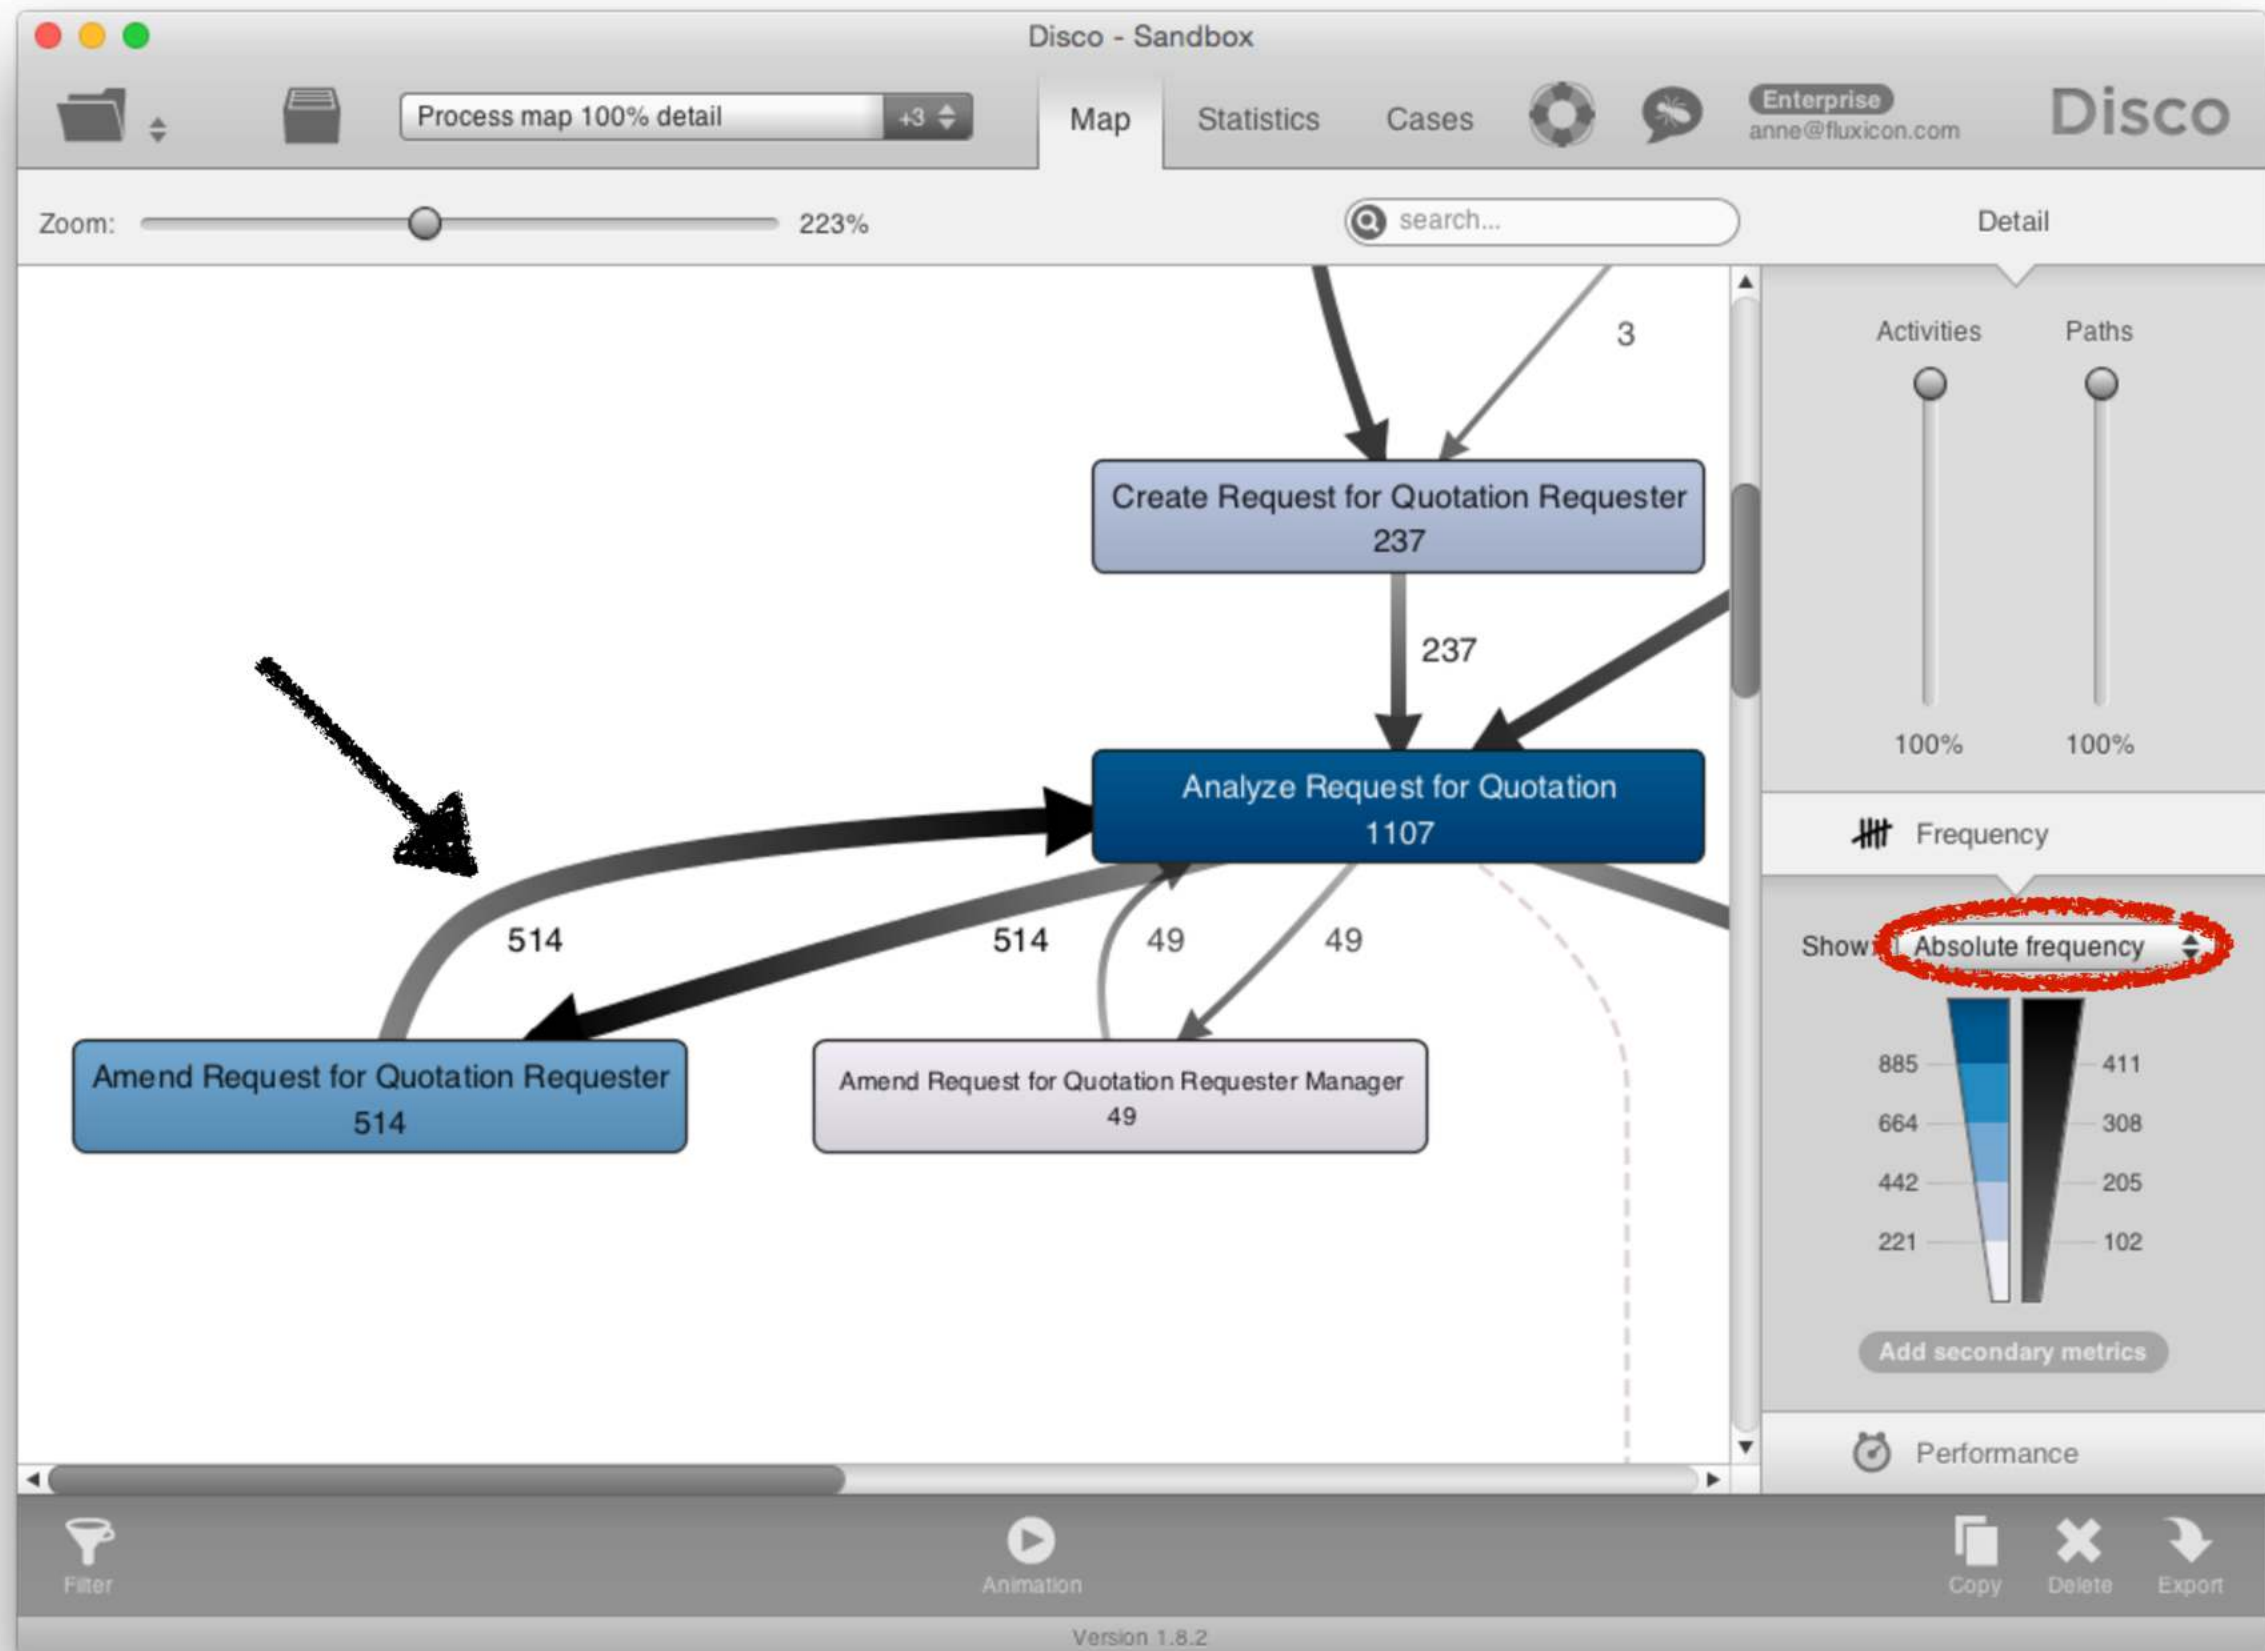 Disco - Sandbox
Process map 100% detail
+3
Map
Statistics
Cases
Enterprise
anne@fluxicon.com
Disco
Zoom:
223%
search...
Detail
3
Activities
Paths
Create Request for Quotation Requester
237
237
100%
100%
Analyze Request for Quotation
1107
Frequency
514
514
49
49
Show:
Absolute frequency
Amend Request for Quotation Requester
514
Amend Request for Quotation Requester Manager
49
885
411
664
308
442
205
221
102
Add secondary metrics
Performance
Filter
Animation
Copy
Delete
Export
Version 1.8.2